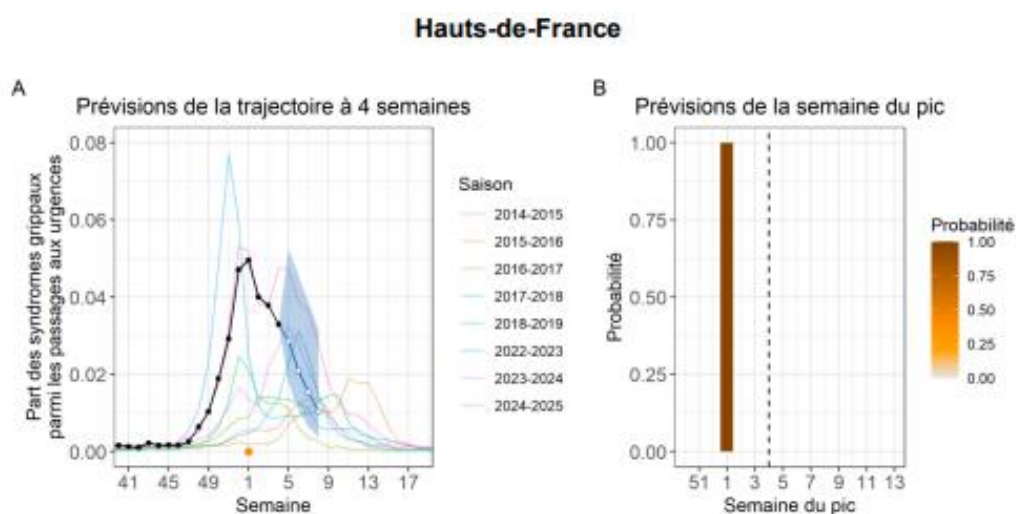 Hauts-de-France
A
Prévisions de la trajectoire à 4 semaines
Part des syndromes grippaux
parmi les passages aux urgences
0.08
0.06
0.04
0.02
0.00
41 45 49 1 5 9 13 17
Semaine
Saison
2014-2015
2015-2016
2016-2017
2017-2018
2018-2019
2022-2023
2023-2024
2024-2025
B
Prévisions de la semaine du pic
Probabilité
1.00
0.75
0.50
0.25
0.00
51 1 3 5 7 9 11 13
Semaine du pic
Probabilité
1.00
0.75
0.50
0.25
0.00